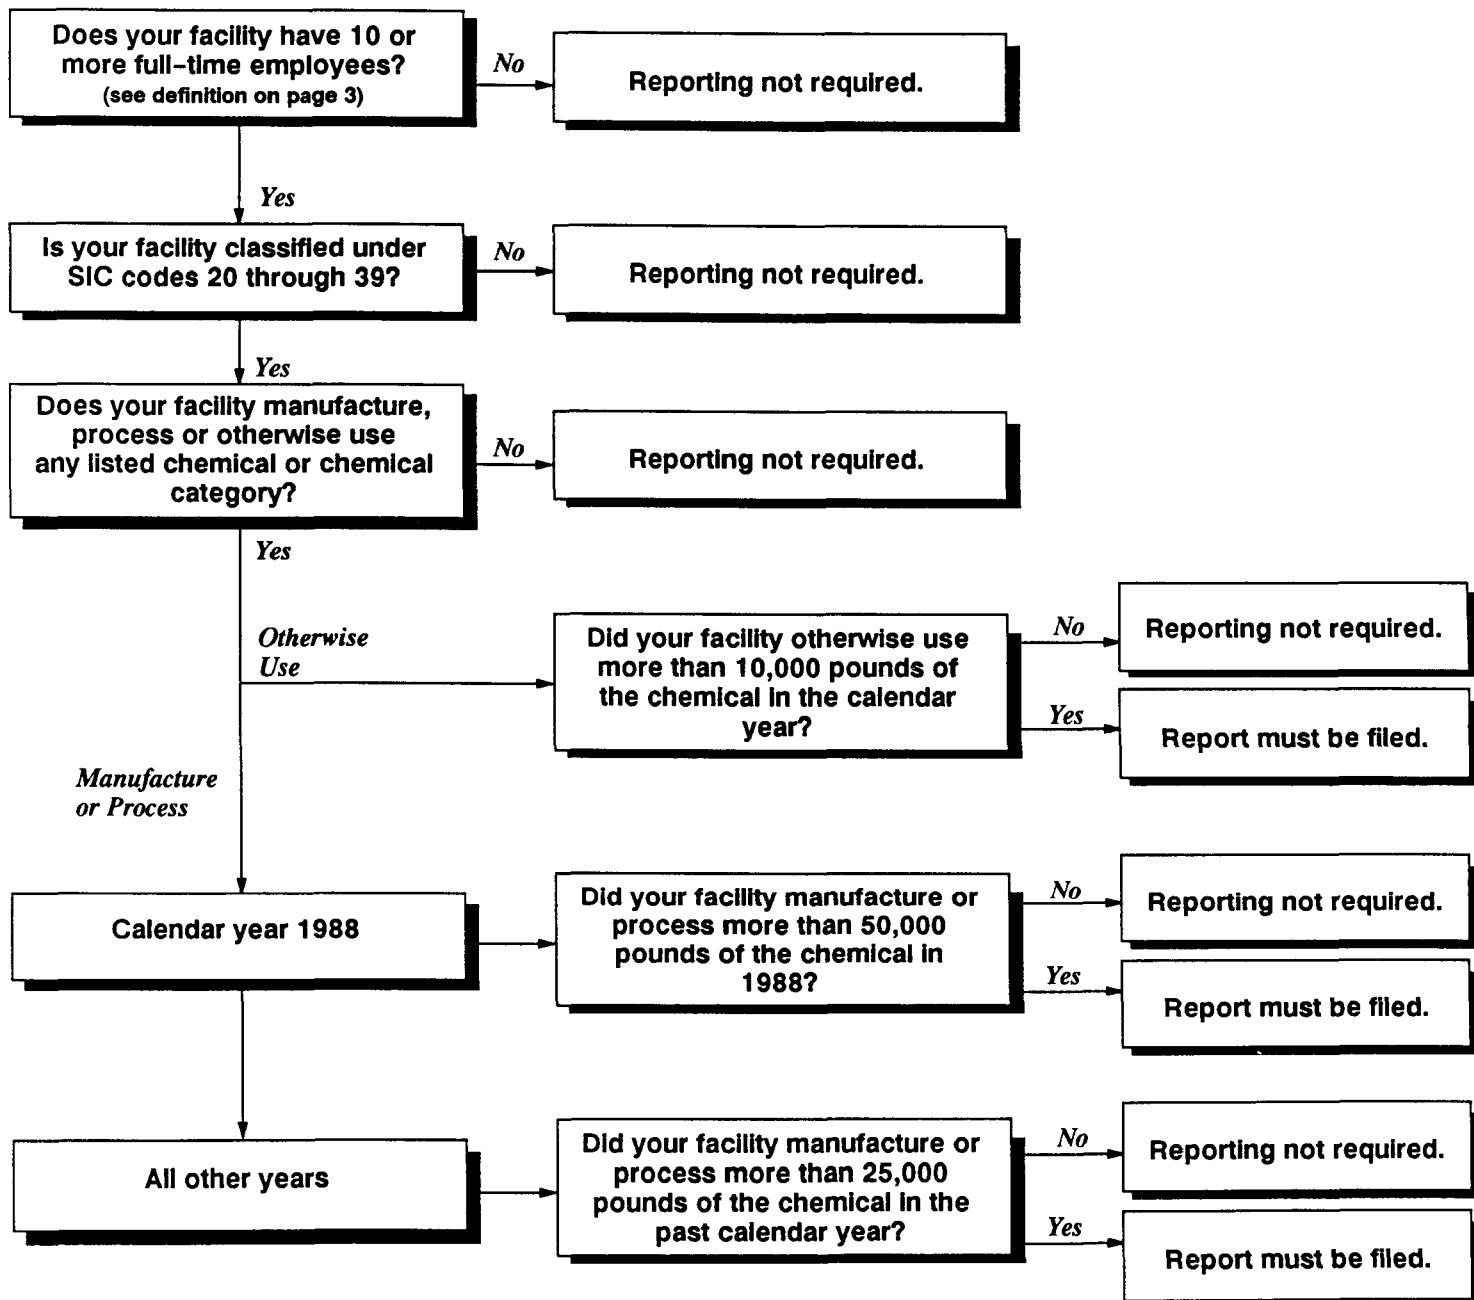 Does your facility have 10 or
more full-time employees?
(see definition on page 3)
No
Reporting not required.
Yes
Is your facility classified under
SIC codes 20 through 39?
No
Reporting not required.
Yes
Does your facility manufacture,
process or otherwise use
any listed chemical or chemical
category?
No
Reporting not required.
Yes
Otherwise
Use
Did your facility otherwise use
more than 10,000 pounds of
the chemical in the calendar
year?
No
Reporting not required.
Yes
Report must be filed.
Manufacture
or Process
Calendar year 1988
Did your facility manufacture or
process more than 50,000
pounds of the chemical in
1988?
No
Reporting not required.
Yes
Report must be filed.
All other years
Did your facility manufacture or
process more than 25,000
pounds of the chemical in the
past calendar year?
No
Reporting not required.
Yes
Report must be filed.